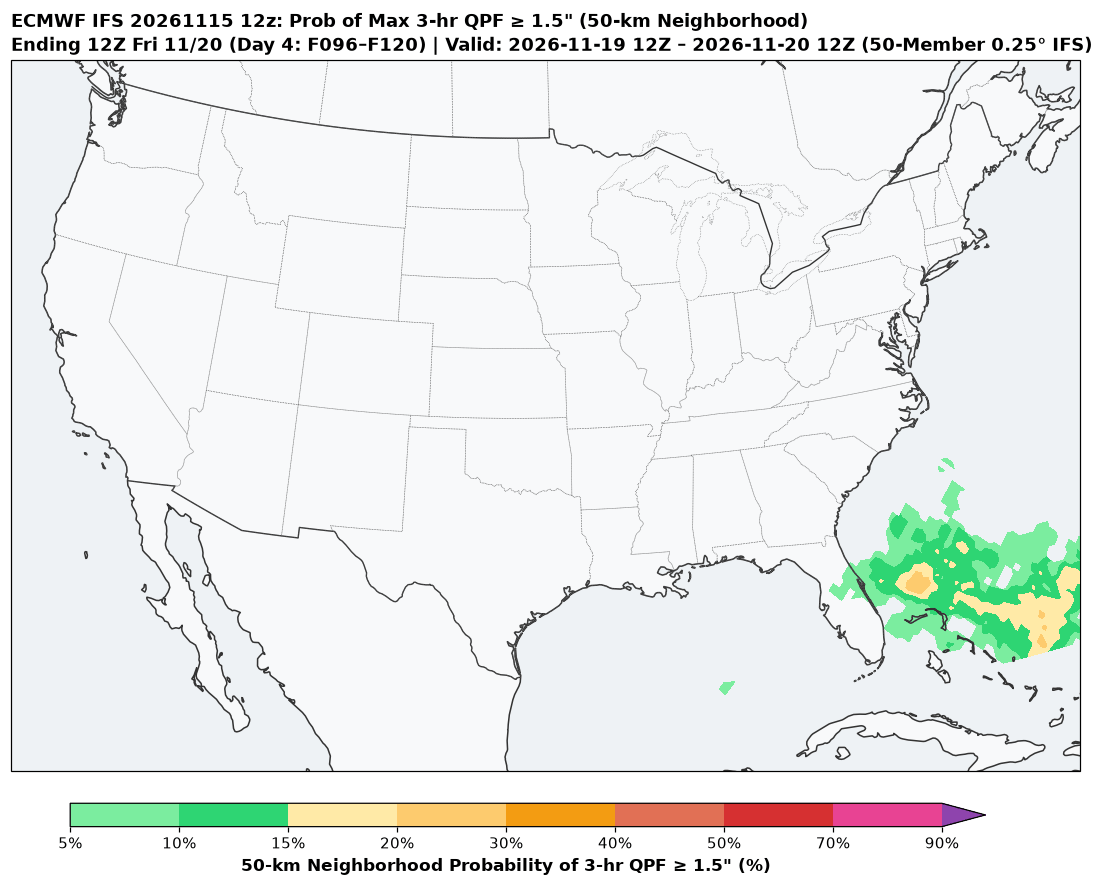 ECMWF IFS 20261115 12z: Prob of Max 3-hr QPF ≥ 1.5" (50-km Neighborhood)
Ending 12Z Fri 11/20 (Day 4: F096–F120) | Valid: 2026-11-19 12Z – 2026-11-20 12Z (50-Member 0.25° IFS)
5% 10% 15% 20% 30% 40% 50% 70% 90%
50-km Neighborhood Probability of 3-hr QPF ≥ 1.5" (%)